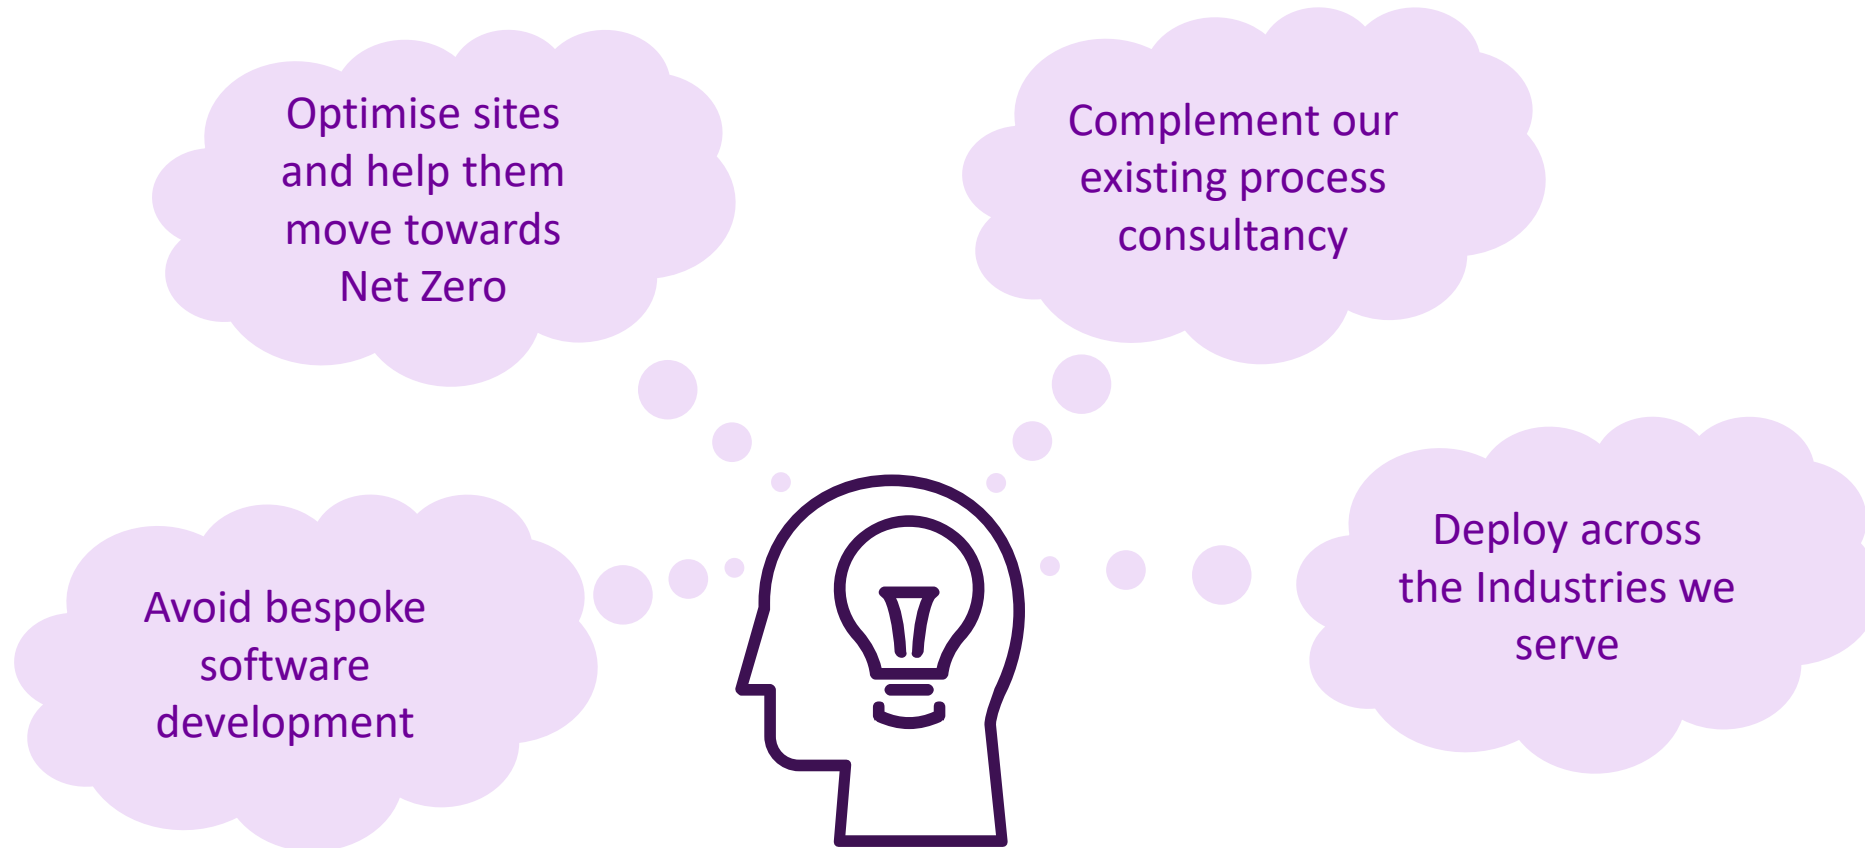 Optimise sites
and help them
move towards
Net Zero
Complement our
existing process
consultancy
Avoid bespoke
software
development
Deploy across
the Industries we
serve